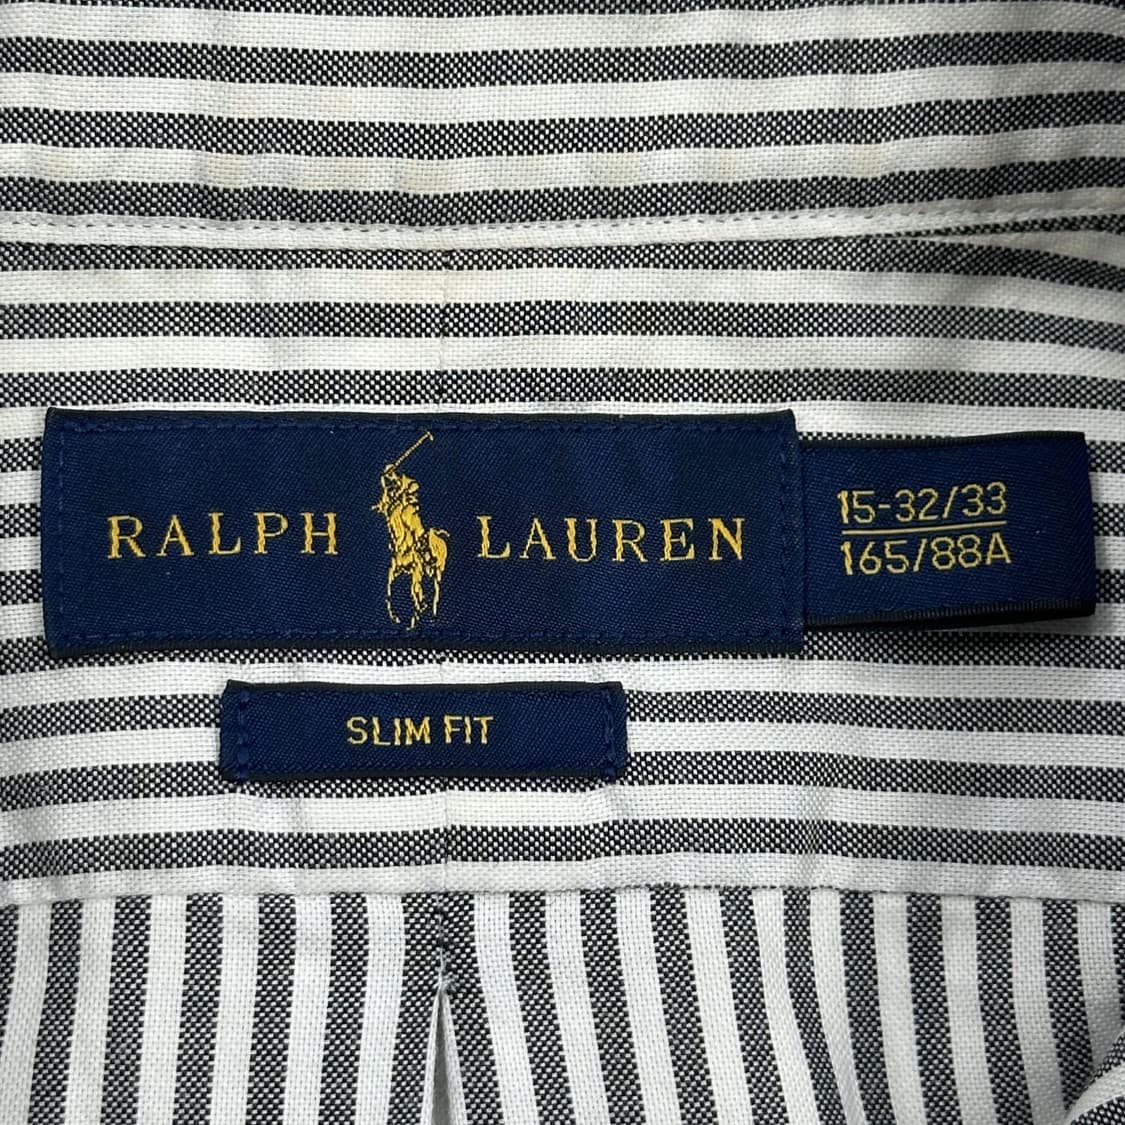 RALPH LAUREN
15-32/33
165/88A
SLIM FIT